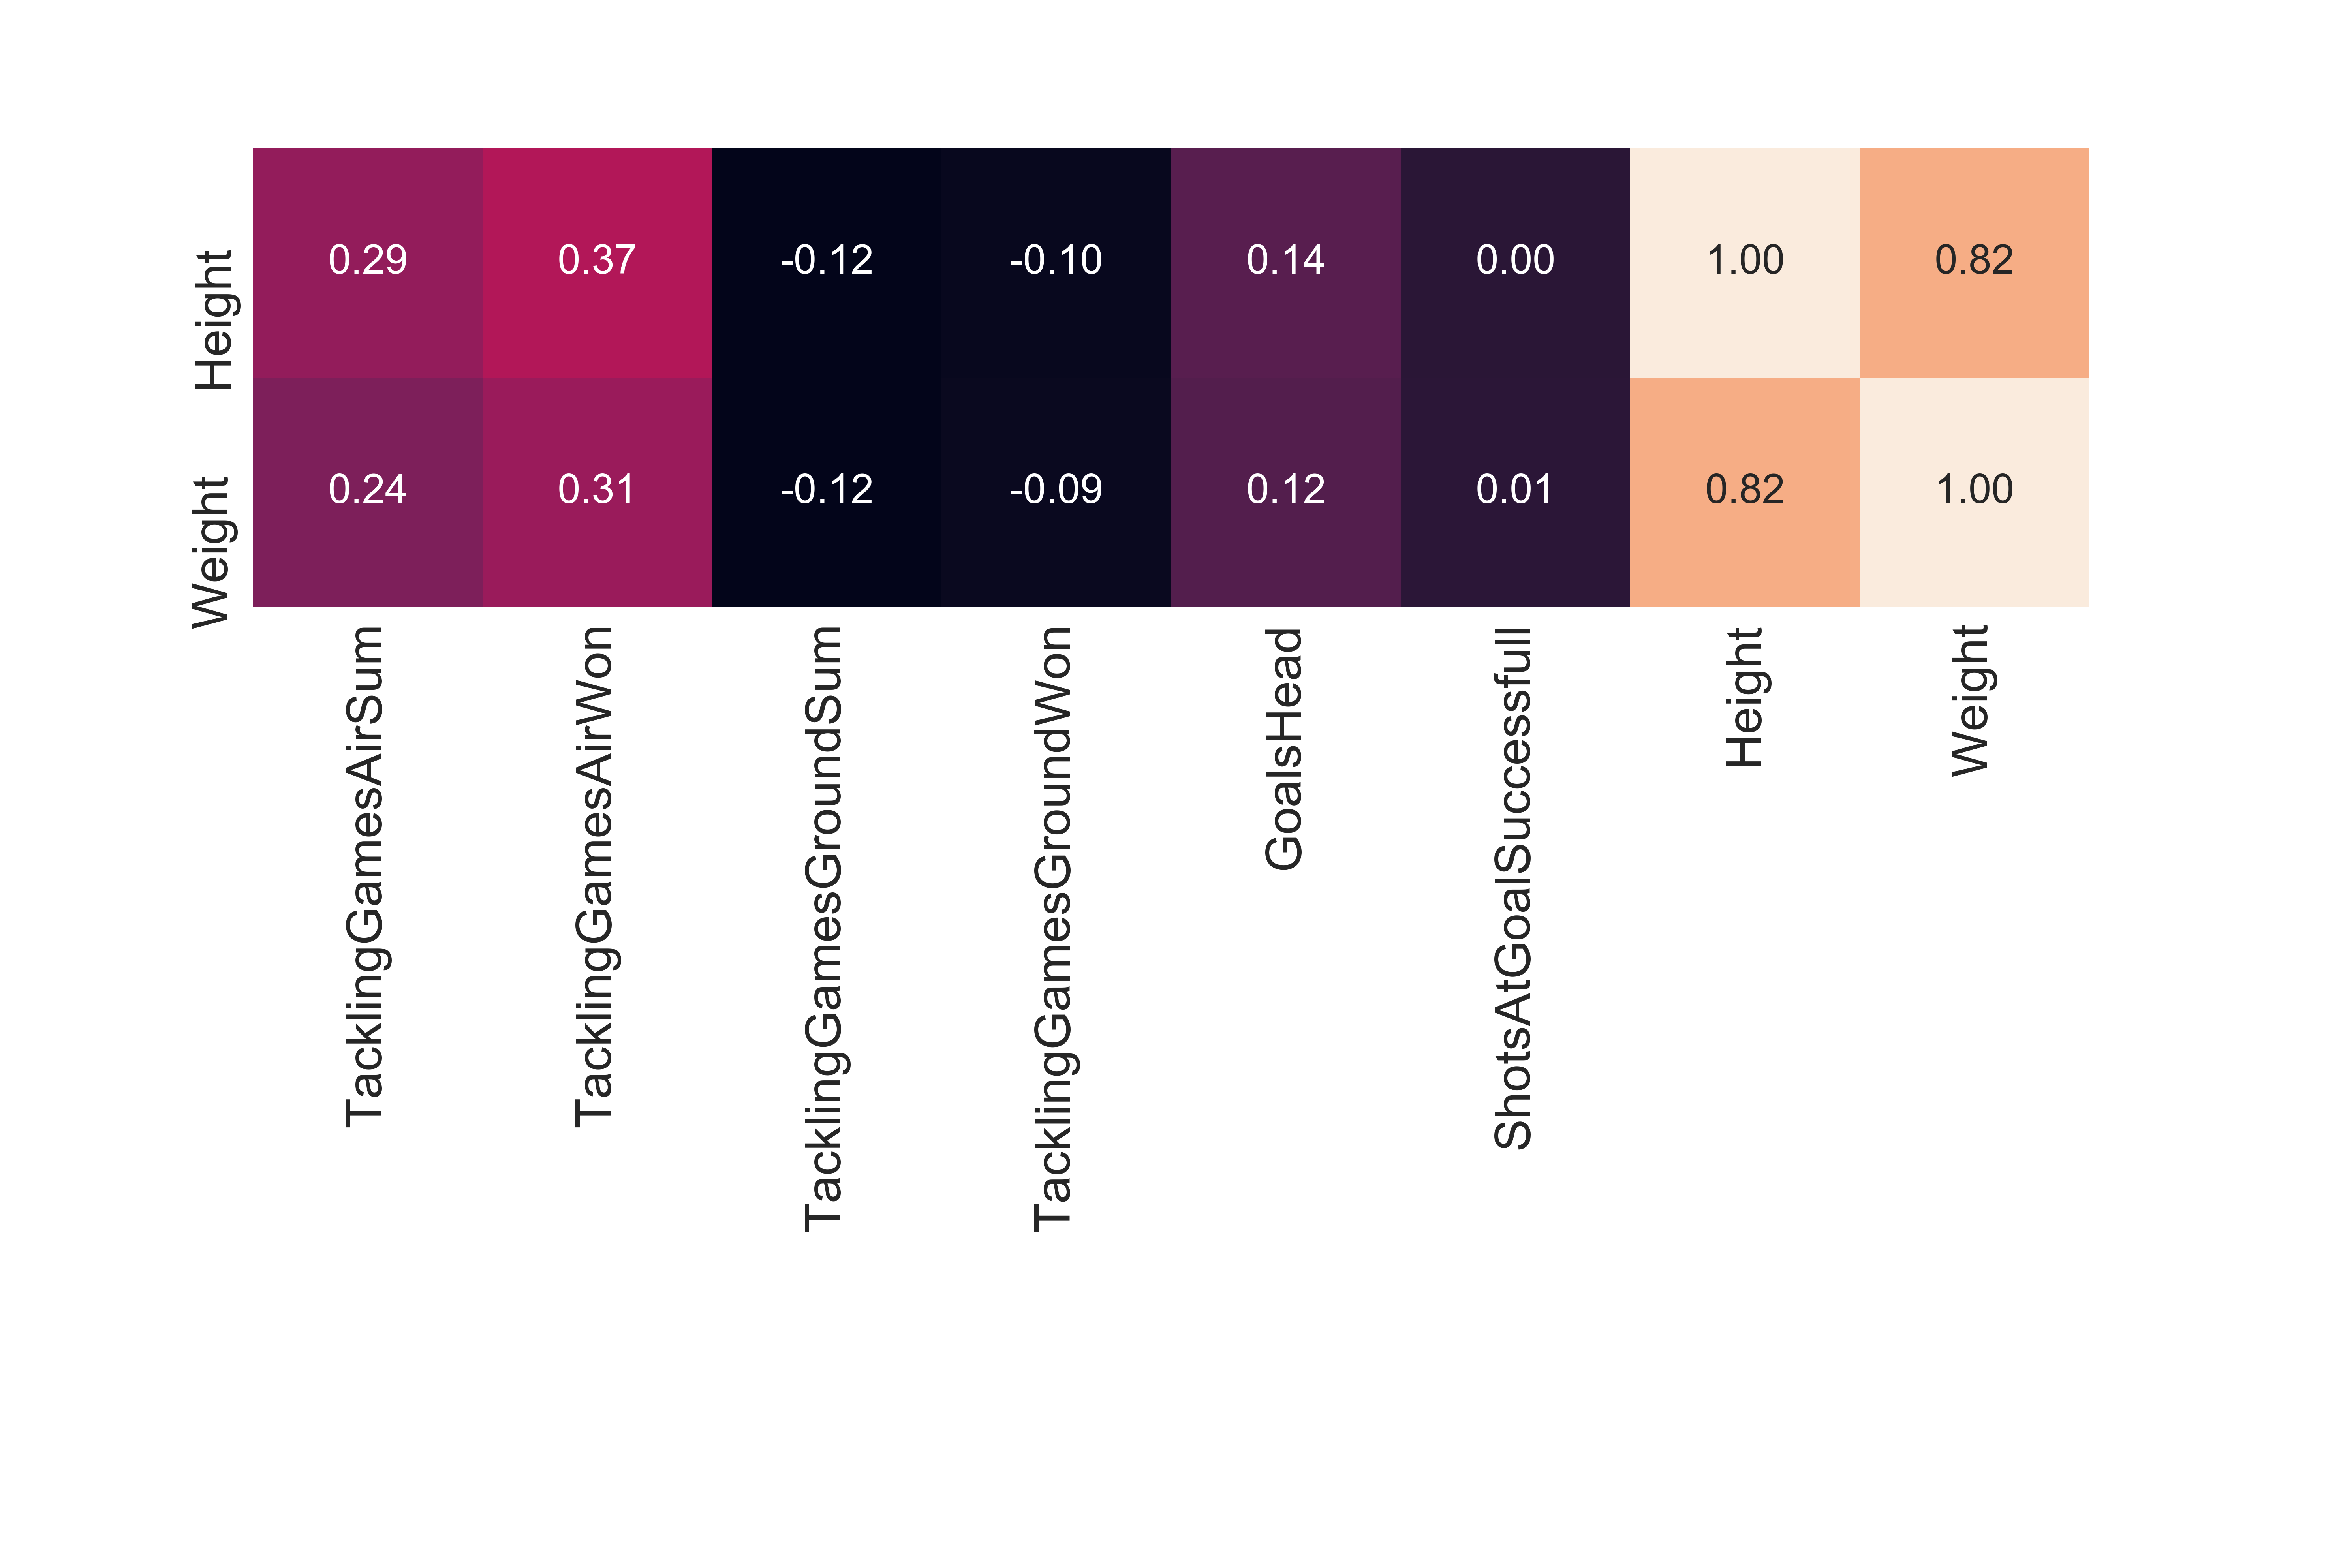 Height 0.29 0.37 -0.12 -0.10 0.14 0.00 1.00 0.82
Weight 0.24 0.31 -0.12 -0.09 0.12 0.01 0.82 1.00
TacklingGamesAirSum
TacklingGamesAirWon
TacklingGamesGroundSum
TacklingGamesGroundWon
GoalsHead
ShotsAtGoalSuccessfull
Height
Weight